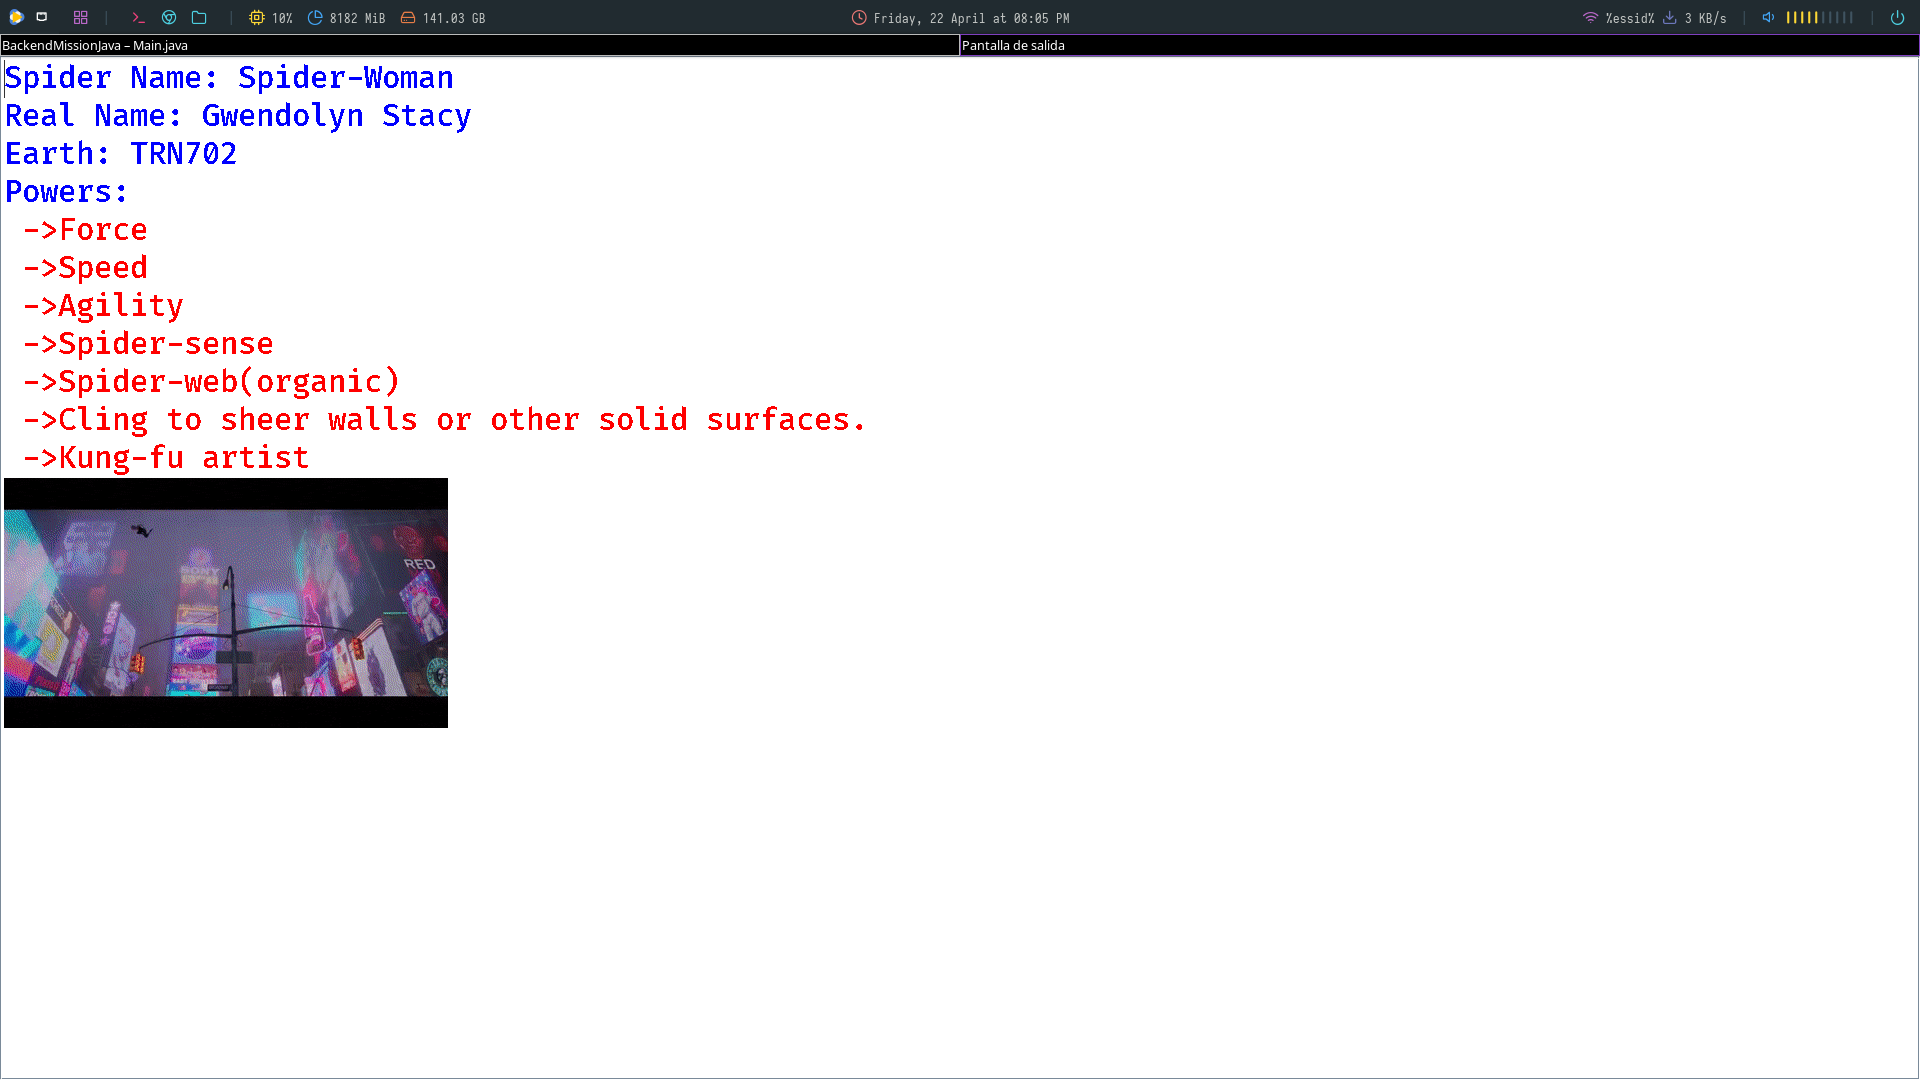 10% 8182 MiB 141.03 GB Friday, 22 April at 08:05 PM %essid% 3 KB/s
BackendMissionJava – Main.java Pantalla de salida
Spider Name: Spider-Woman
Real Name: Gwendolyn Stacy
Earth: TRN702
Powers:
->Force
->Speed
->Agility
->Spider-sense
->Spider-web(organic)
->Cling to sheer walls or other solid surfaces.
->Kung-fu artist
RED
SONY